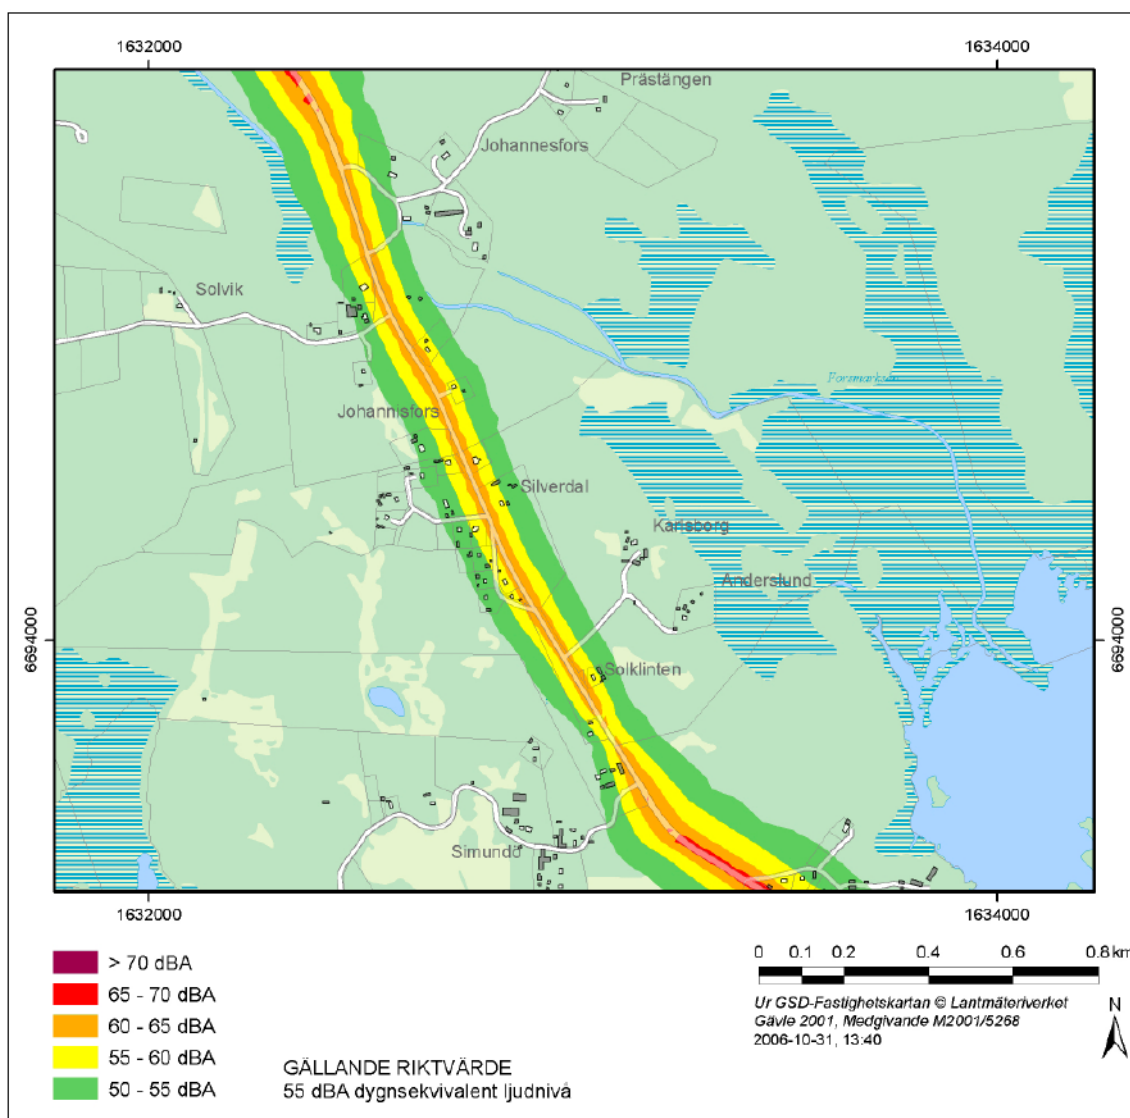 1632000
1634000
Prästängen
Johannesfors
Solvik
Forsmarksån
Johannisfors
Silverdal
Karlsborg
Anderslund
6694000
6694000
Solklinten
Simundö
1632000
1634000
> 70 dBA
65 - 70 dBA
60 - 65 dBA
55 - 60 dBA
50 - 55 dBA
GÄLLANDE RIKTVÄRDE
55 dBA dygnsekvivalent ljudnivå
0 0.1 0.2 0.4 0.6 0.8 km
Ur GSD-Fastighetskartan © Lantmäteriverket
Gävle 2001, Medgivande M2001/5268
2006-10-31, 13:40
N